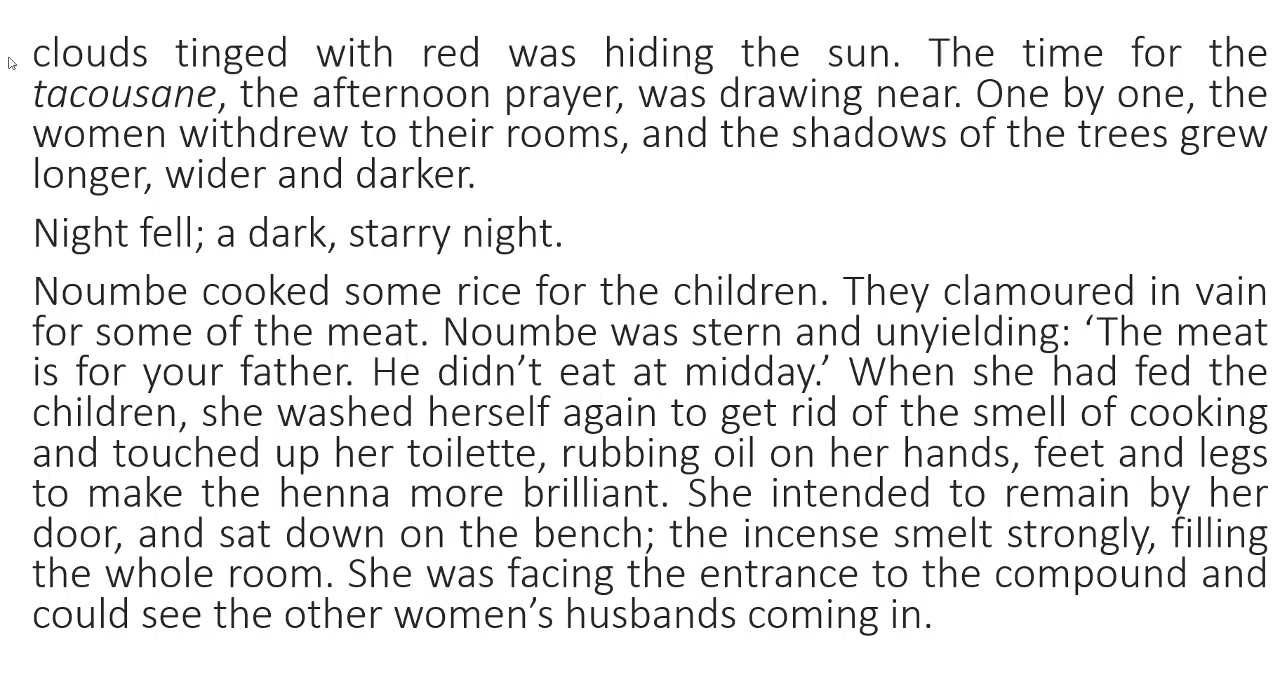 clouds tinged with red was hiding the sun. The time for the
tacousane, the afternoon prayer, was drawing near. One by one, the
women withdrew to their rooms, and the shadows of the trees grew
longer, wider and darker.
Night fell; a dark, starry night.
Noumbe cooked some rice for the children. They clamoured in vain
for some of the meat. Noumbe was stern and unyielding: ‘The meat
is for your father. He didn’t eat at midday.’ When she had fed the
children, she washed herself again to get rid of the smell of cooking
and touched up her toilette, rubbing oil on her hands, feet and legs
to make the henna more brilliant. She intended to remain by her
door, and sat down on the bench; the incense smelt strongly, filling
the whole room. She was facing the entrance to the compound and
could see the other women’s husbands coming in.